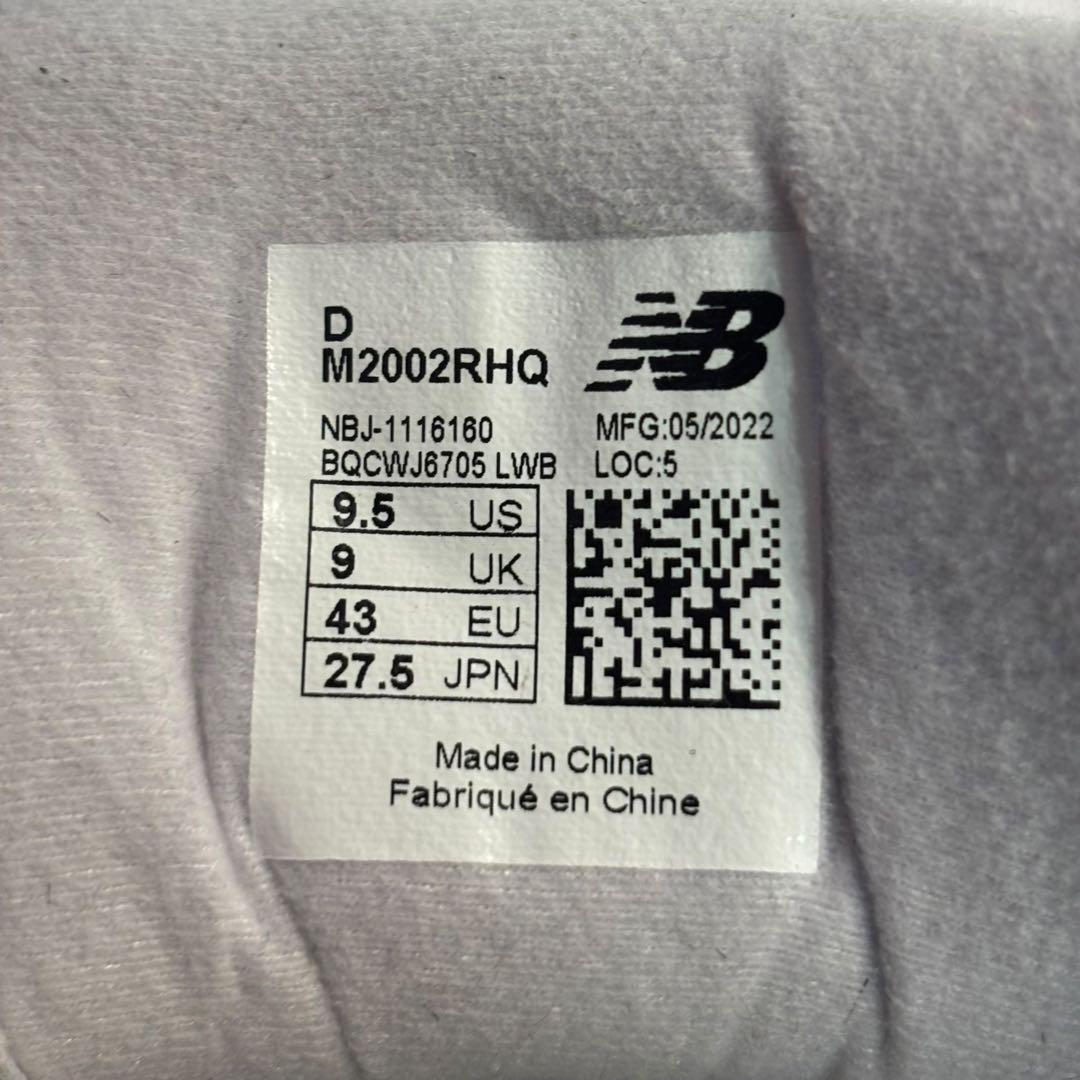 D
M2002RHQ
NB
NBJ-1116160 MFG:05/2022
BQCWJ6705 LWB LOC:5
9.5 US
9 UK
43 EU
27.5 JPN
Made in China
Fabriqué en Chine